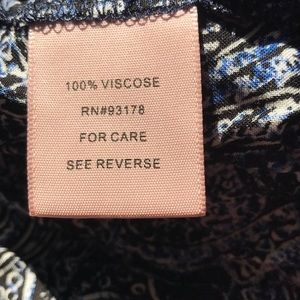 100% VISCOSE
RN#93178
FOR CARE
SEE REVERSE